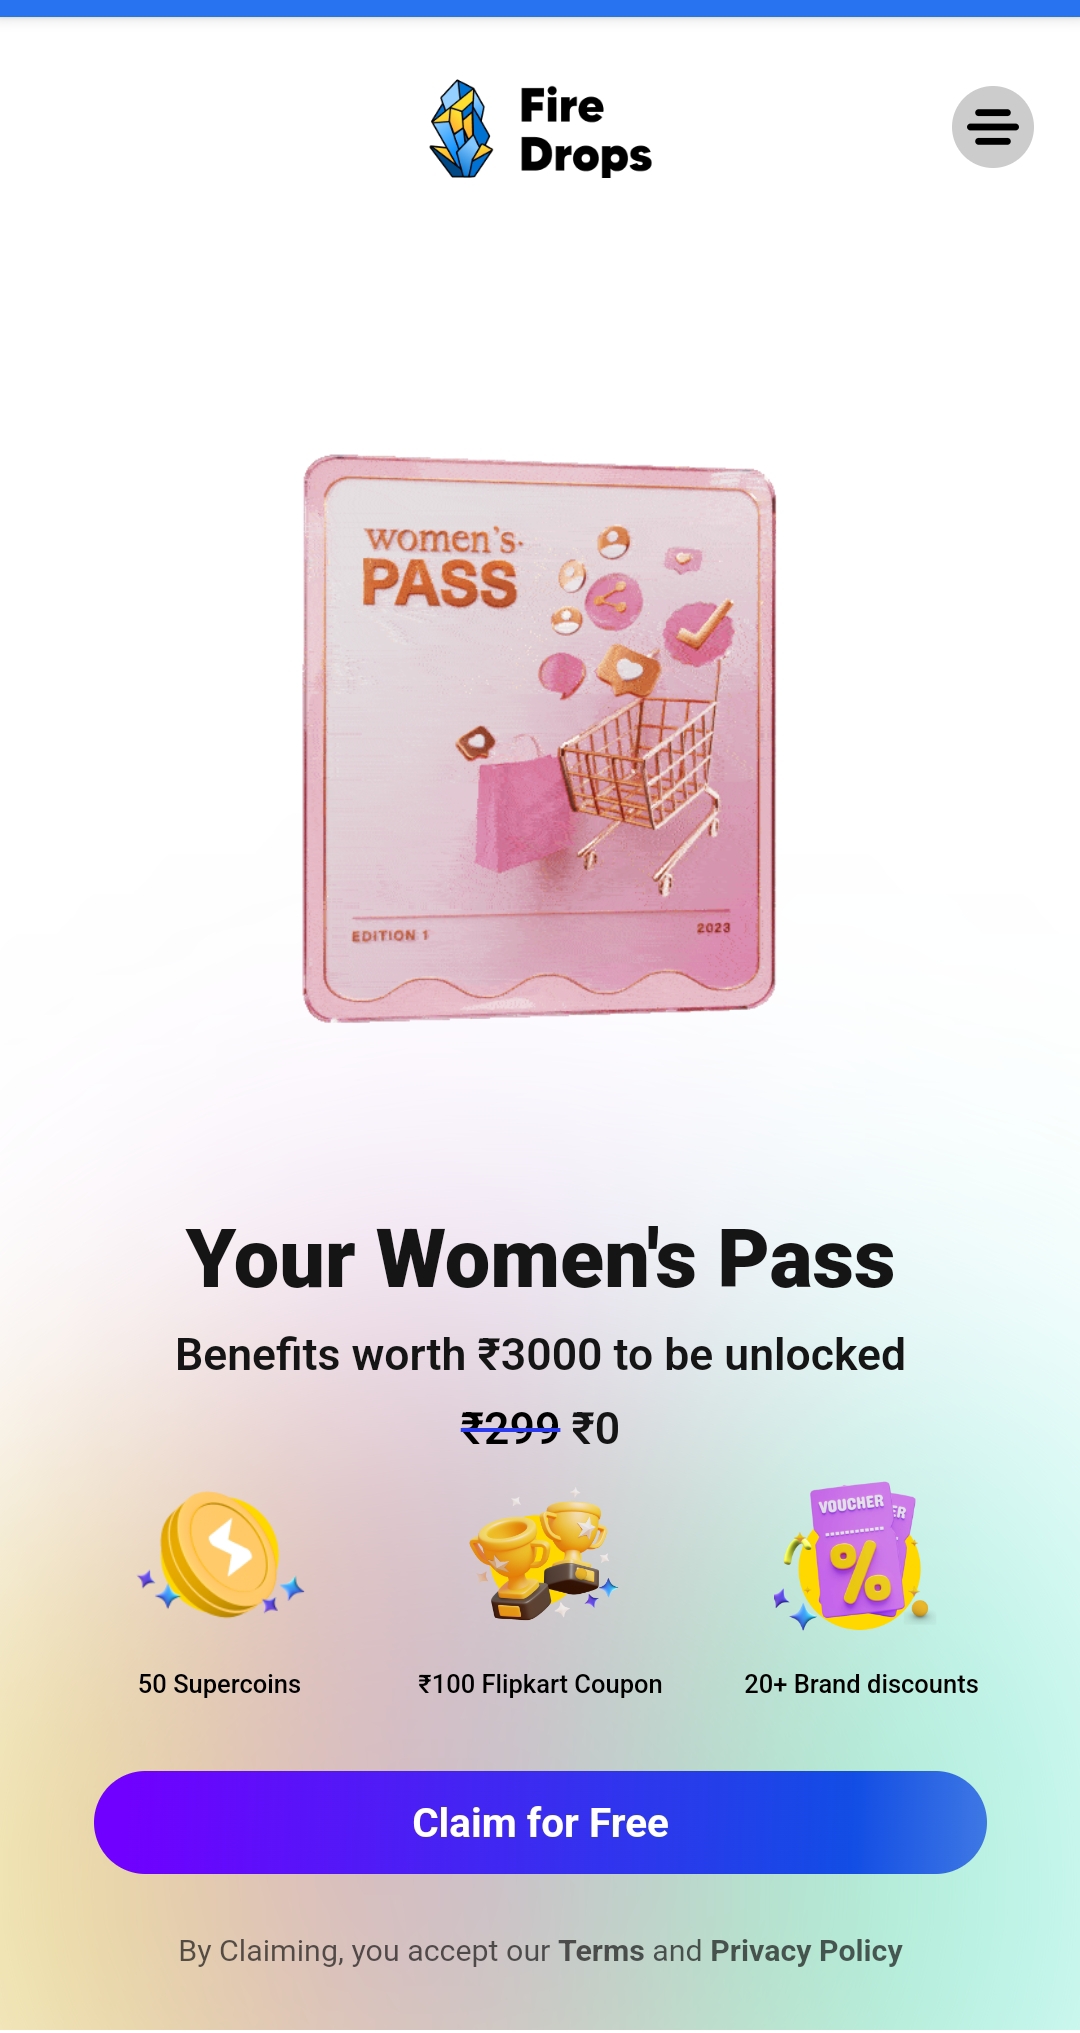 Fire
Drops
women's.
PASS
EDITION 1
2023
Your Women's Pass
Benefits worth ₹3000 to be unlocked
₹299 ₹0
VOUCHER
ER
%
50 Supercoins
₹100 Flipkart Coupon
20+ Brand discounts
Claim for Free
By Claiming, you accept our Terms and Privacy Policy